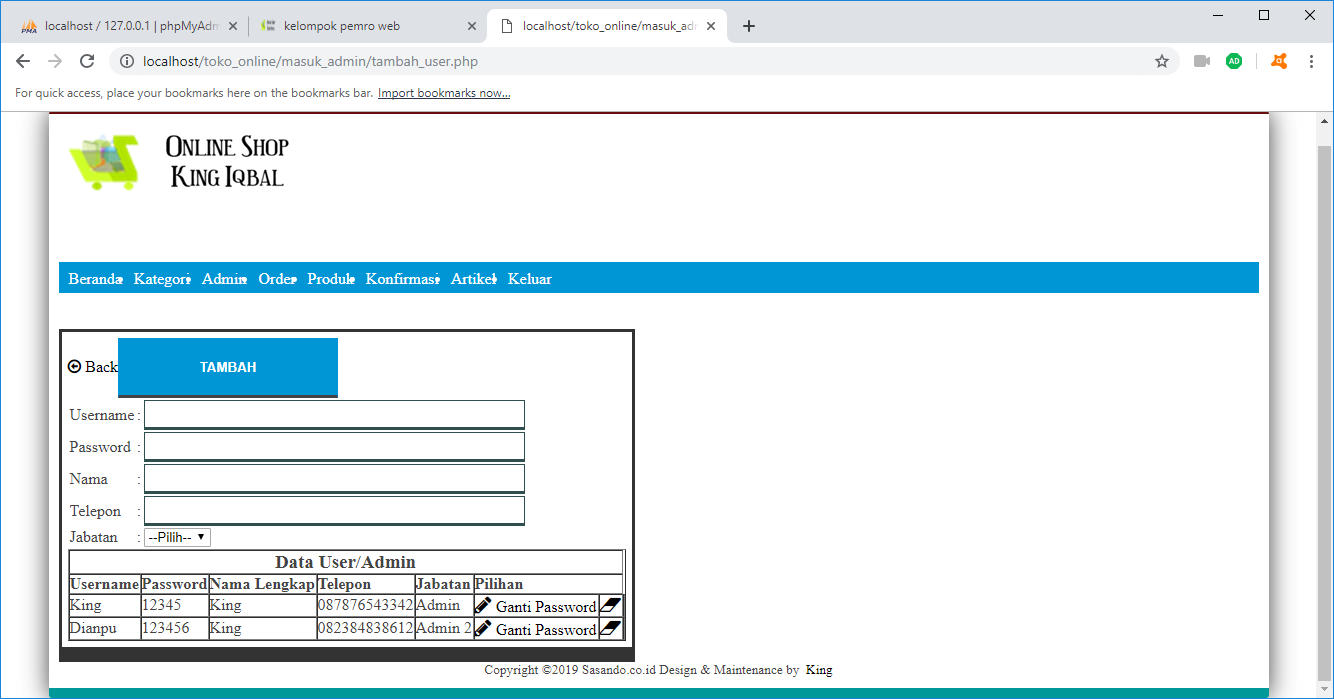 localhost / 127.0.0.1 | phpMyAdm
kelompok pemro web
localhost/toko_online/masuk_adm
localhost/toko_online/masuk_admin/tambah_user.php
AD
For quick access, place your bookmarks here on the bookmarks bar. Import bookmarks now...
Online Shop
King Iqbal
Beranda Kategori Admin Order Produk Konfirmasi Artikel Keluar
Back TAMBAH
Username :
Password :
Nama :
Telepon :
Jabatan : --Pilih--
Data User/Admin
Username Password Nama Lengkap Telepon Jabatan Pilihan
King 12345 King 087876543342 Admin Ganti Password
Dianpu 123456 King 082384838612 Admin 2 Ganti Password
Copyright ©2019 Sasando.co.id Design & Maintenance by King